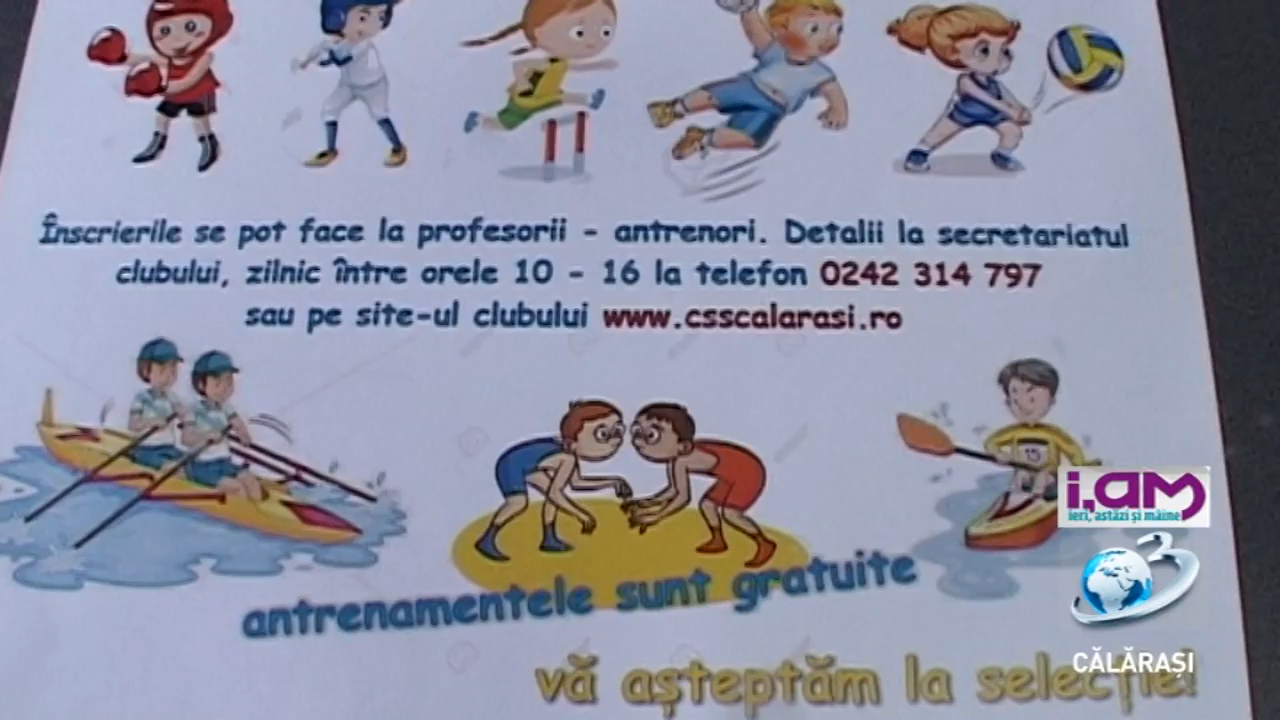 Înscrierile se pot face la profesorii - antrenori. Detalii la secretariatul
clubului, zilnic între orele 10 - 16 la telefon 0242 314 797
sau pe site-ul clubului www.csscalarasi.ro
15
i,am
ieri, astăzi și mâine
3
antrenamentele sunt gratuite
CĂLĂRAȘI
vă așteptăm la selecție!